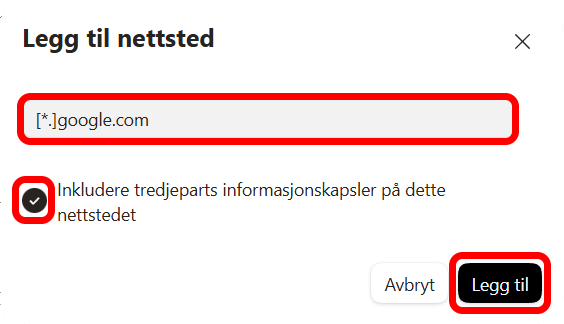 Legg til nettsted
[*.]google.com
Inkludere tredjeparts informasjonskapsler på dette
nettstedet
Avbryt
Legg til